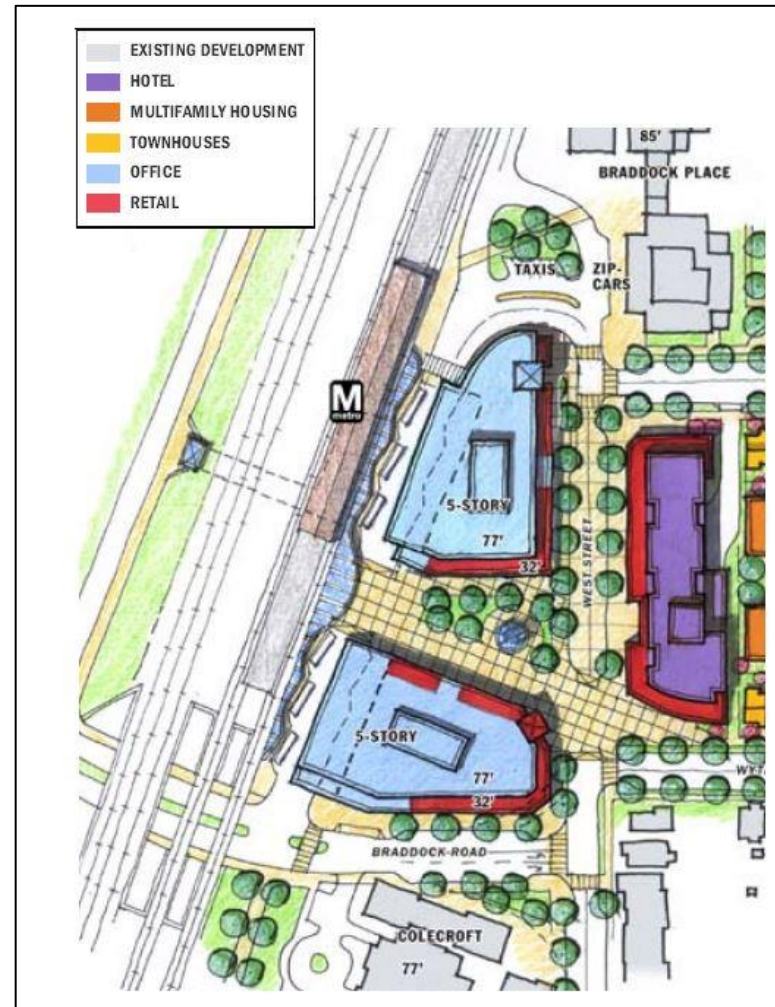 EXISTING DEVELOPMENT
HOTEL
MULTIFAMILY HOUSING
TOWNHOUSES
OFFICE
RETAIL
85'
BRADDOCK PLACE
TAXIS
ZIP-
CARS
M
metro
5-STORY
77'
32'
WEST STREET
5-STORY
77'
32'
WYT
BRADDOCK ROAD
COLECROFT
77'